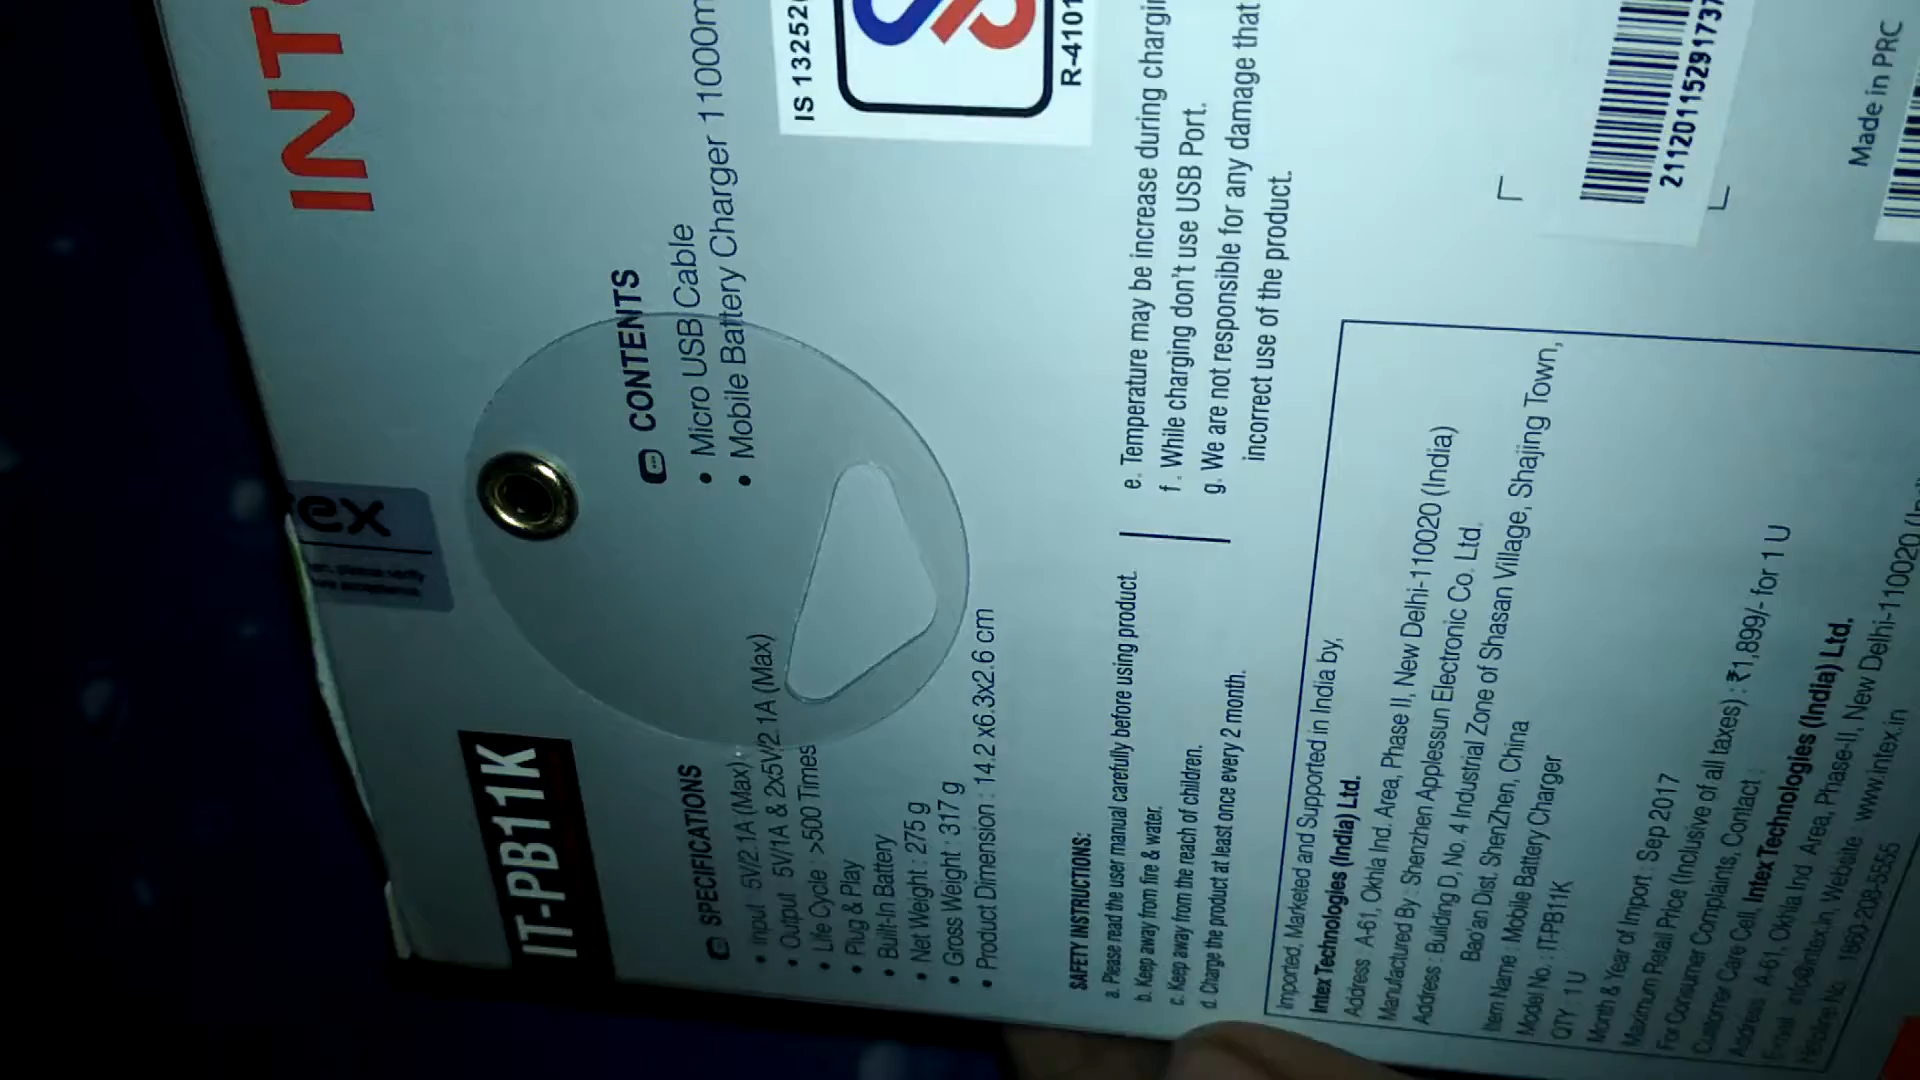 INT
ex
IT-PB11K
SPECIFICATIONS
• Input 5V/2.1A (Max)
• Output 5V/1A & 2x5V/2.1A (Max)
• Life Cycle : >500 Times
• Plug & Play
• Built-In Battery
• Net Weight : 275 g
• Gross Weight : 317 g
• Product Dimension : 14.2 x6.3x2.6 cm
CONTENTS
• Micro USB Cable
• Mobile Battery Charger 11000m
IS 13252
R-4101
SAFETY INSTRUCTIONS:
a. Please read the user manual carefully before using product.
b. Keep away from fire & water.
c. Keep away from the reach of children.
d. Charge the product at least once every 2 month.
e. Temperature may be increase during chargin
f. While charging don't use USB Port.
g. We are not responsible for any damage that
incorrect use of the product.
Imported, Marketed and Supported in India by,
Intex Technologies (India) Ltd.
Address A-61, Okhla Ind. Area, Phase II, New Delhi-110020 (India)
Manufactured By : Shenzhen Applessun Electronic Co. Ltd.
Address : Building D, No. 4 Industrial Zone of Shasan Village, Shajing Town,
Bao'an Dist. ShenZhen, China
Item Name : Mobile Battery Charger
Model No. : IT-PB11K
QTY : 1 U
Month & Year of Import : Sep 2017
Maximum Retail Price (Inclusive of all taxes) : ₹1,899/- for 1 U
For Consumer Complaints, Contact :
Customer Care Cell, Intex Technologies (India) Ltd.
Address A-61, Okhla Ind Area, Phase-II, New Delhi-110020
Email info@intex.in, Website www.intex.in
Helpline No. 1860-208-5555
21120115291737
Made in PRC